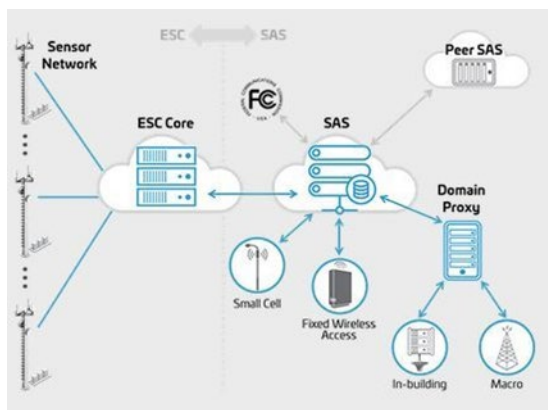 ESC SAS
Sensor
Network
Peer SAS
ESC Core
FC
SAS
Domain
Proxy
Small Cell
Fixed Wireless
Access
In-building
Macro